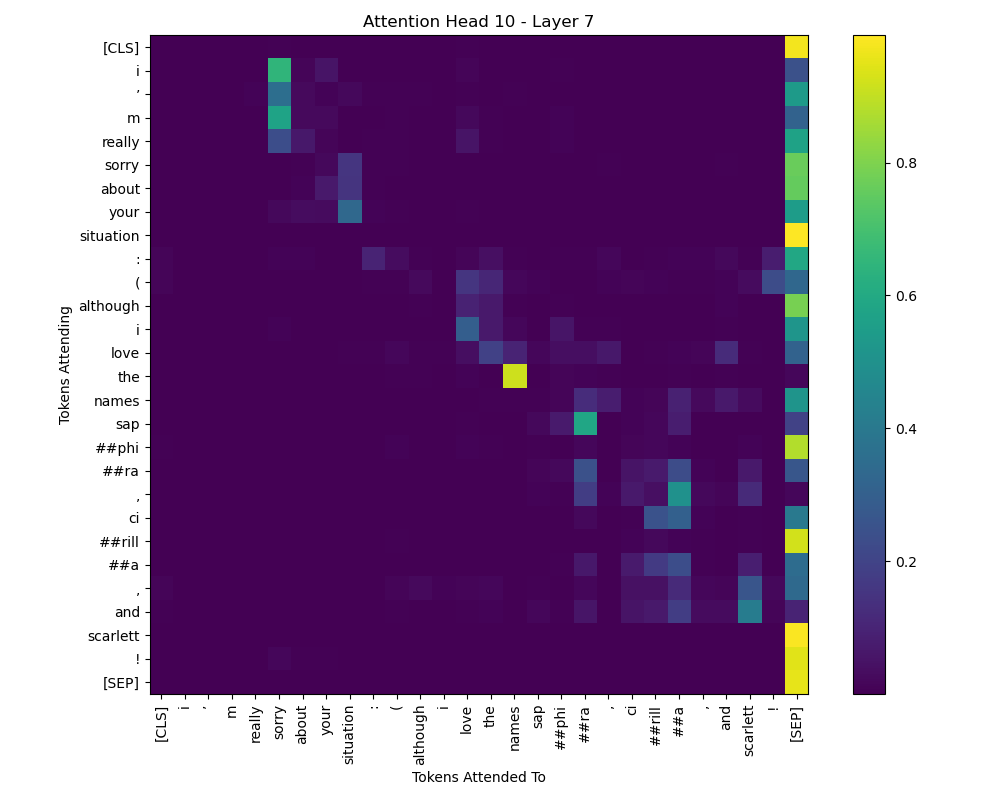 Attention Head 10 - Layer 7
Tokens Attending
[CLS]
i
’
m
really
sorry
about
your
situation
:
(
although
i
love
the
names
sap
##phi
##ra
,
ci
##rill
##a
,
and
scarlett
!
[SEP]
[CLS]
i
’
m
really
sorry
about
your
situation
:
(
although
i
love
the
names
sap
##phi
##ra
,
ci
##rill
##a
,
and
scarlett
!
[SEP]
Tokens Attended To
0.8
0.6
0.4
0.2